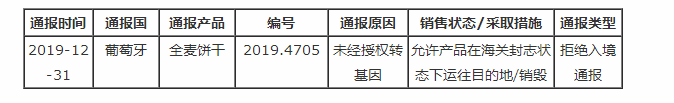 通报时间 通报国 通报产品 编号 通报原因 销售状态/采取措施 通报类型
2019-12 葡萄牙 全麦饼干 2019.4705 未经授权转 允许产品在海关封志状 拒绝入境
-31 基因 态下运往目的地/销毁 通报